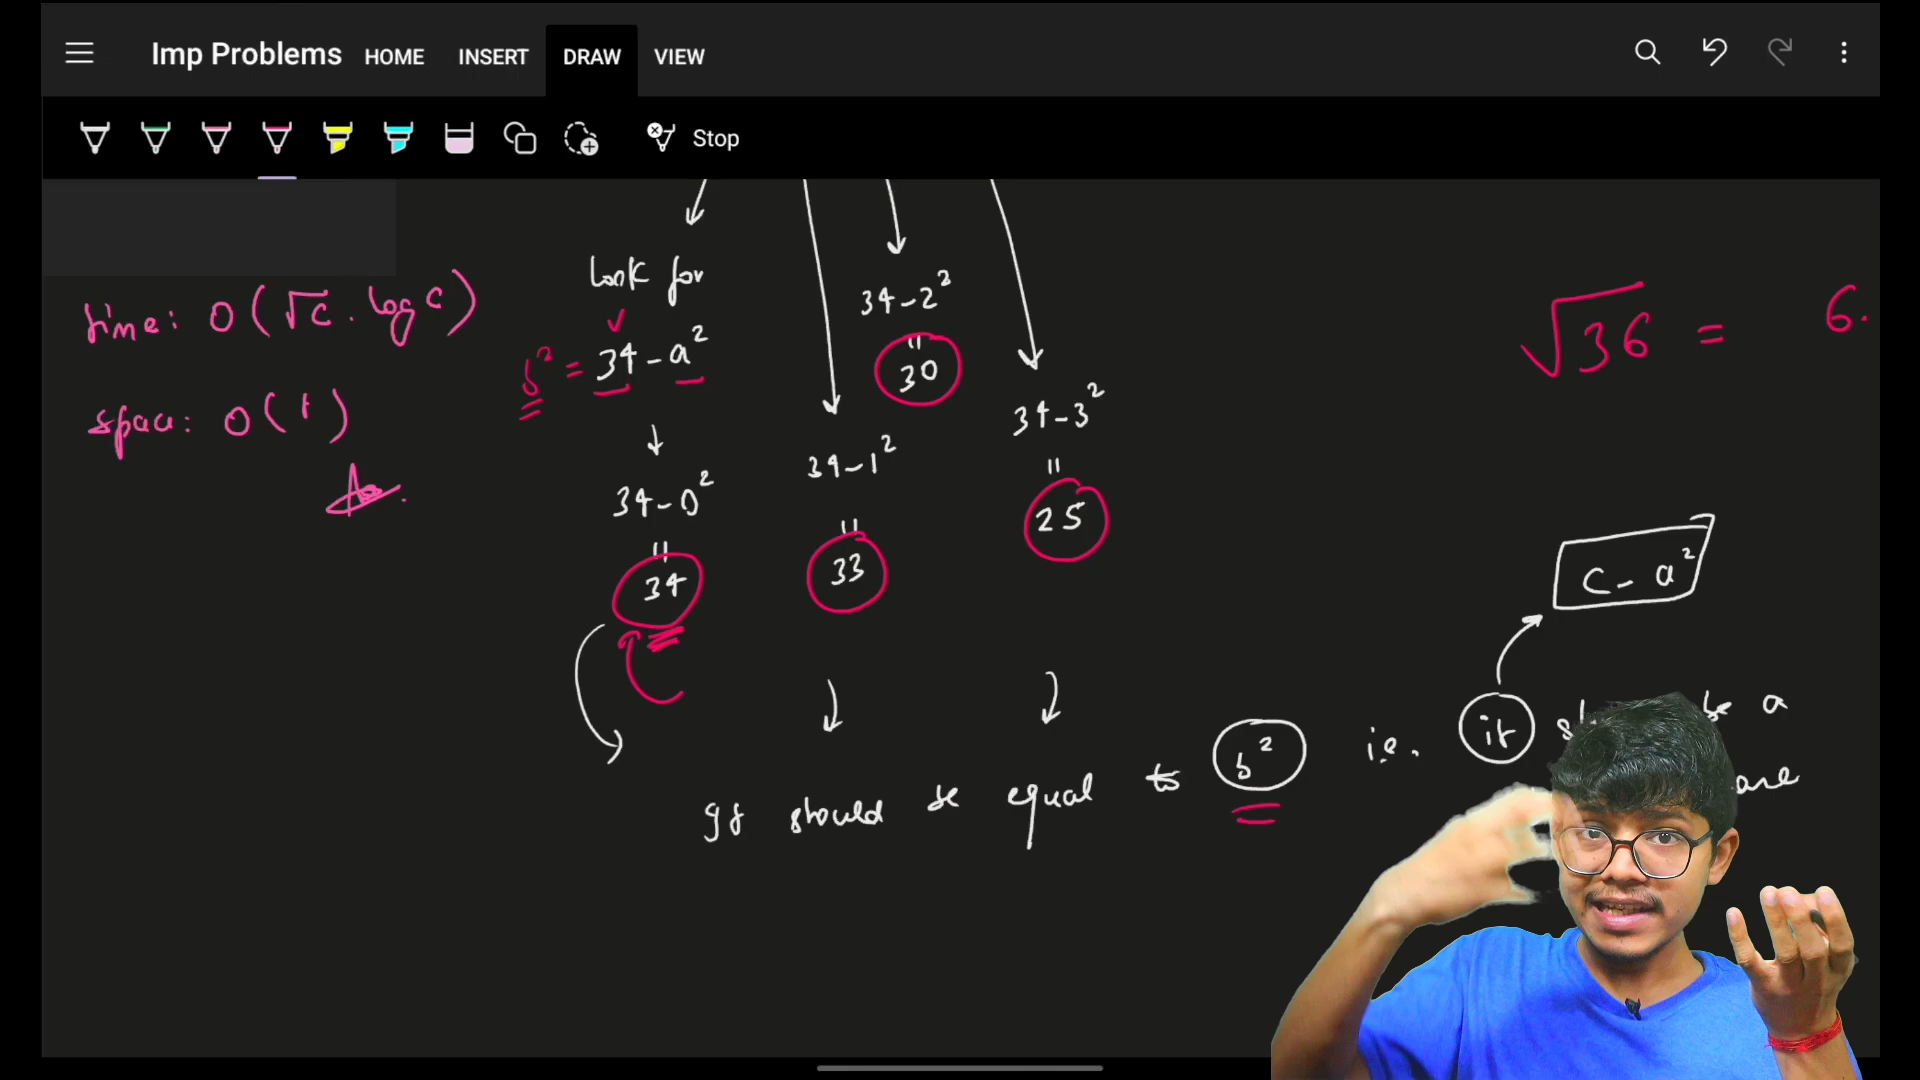 Imp Problems HOME INSERT DRAW VIEW
Stop
time: O(√c . log c)
space: O(1)
look for
b² = 34 - a²
34 - 0²
=
34
34 - 1²
=
33
34 - 2²
=
30
34 - 3²
=
25
√36 = 6.
c - a²
be equal to b² i.e. it
should
be a